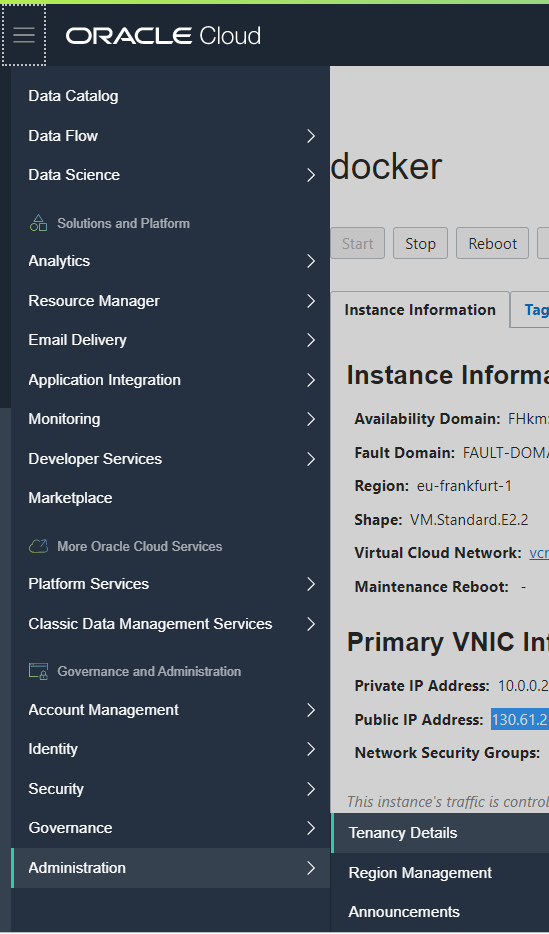 ORACLE Cloud
Data Catalog
Data Flow
Data Science
Solutions and Platform
Analytics
Resource Manager
Email Delivery
Application Integration
Monitoring
Developer Services
Marketplace
More Oracle Cloud Services
Platform Services
Classic Data Management Services
Governance and Administration
Account Management
Identity
Security
Governance
Administration
docker
Start Stop Reboot
Instance Information Tag
Instance Informa
Availability Domain: FHkm:
Fault Domain: FAULT-DOMA
Region: eu-frankfurt-1
Shape: VM.Standard.E2.2
Virtual Cloud Network: vcn
Maintenance Reboot: -
Primary VNIC Inf
Private IP Address: 10.0.0.2
Public IP Address: 130.61.2
Network Security Groups:
This instance's traffic is control
Tenancy Details
Region Management
Announcements